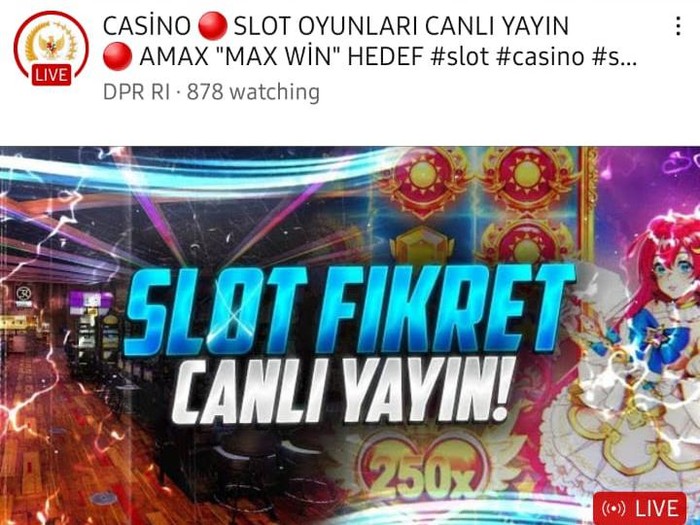 CASİNO 🔴 SLOT OYUNLARI CANLI YAYIN
🔴 AMAX "MAX WİN" HEDEF #slot #casino #s...
LIVE
DPR RI · 878 watching
SLOT FIKRET
CANLI YAYIN!
250x
LIVE